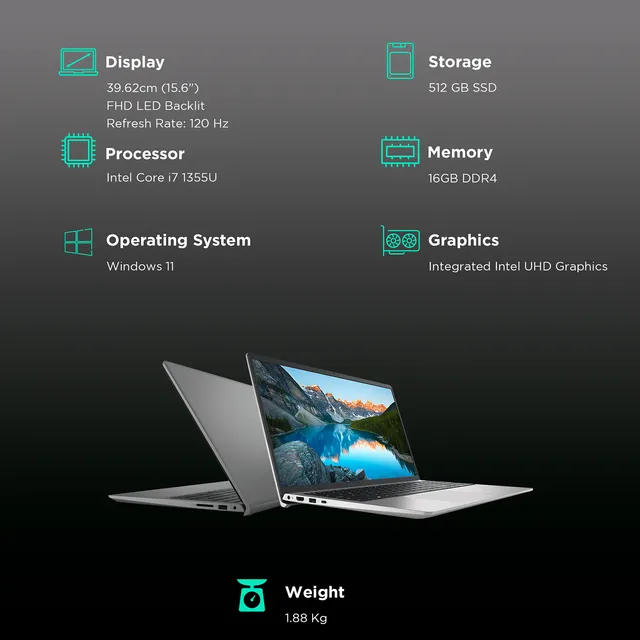 Display
39.62cm (15.6")
FHD LED Backlit
Refresh Rate: 120 Hz
Storage
512 GB SSD
Processor
Intel Core i7 1355U
Memory
16GB DDR4
Operating System
Windows 11
Graphics
Integrated Intel UHD Graphics
Weight
1.88 Kg